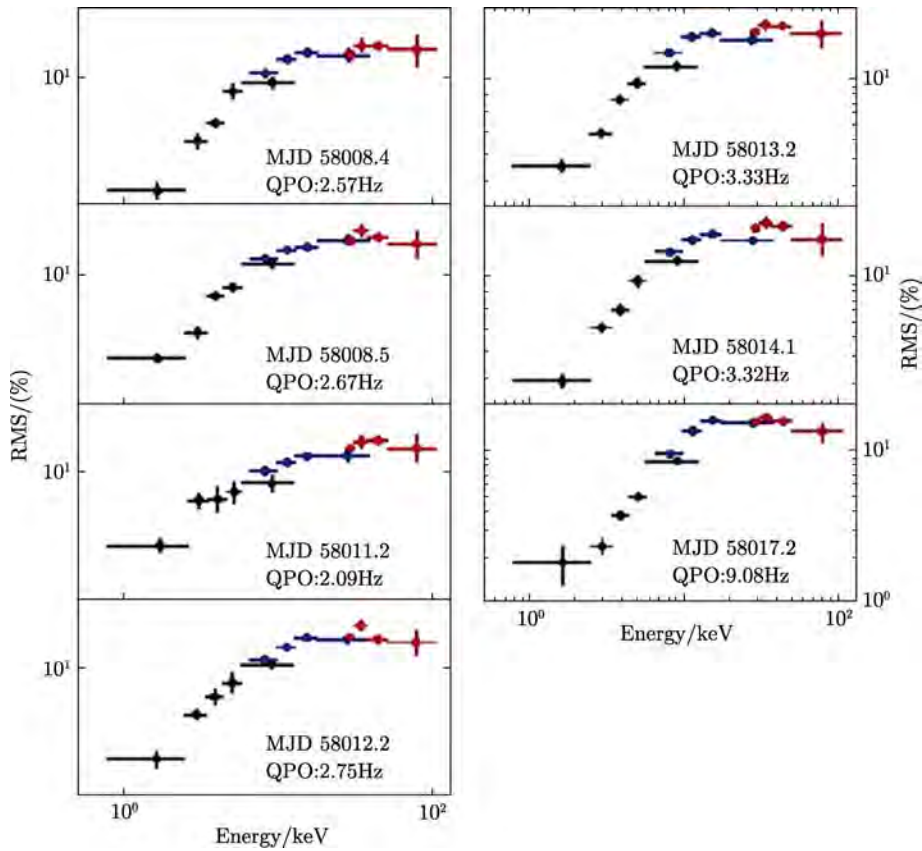 10¹
MJD 58008.4
QPO:2.57Hz
10¹
MJD 58008.5
QPO:2.67Hz
RMS/(%)
10¹
MJD 58011.2
QPO:2.09Hz
10¹
MJD 58012.2
QPO:2.75Hz
10⁰
10²
Energy/keV
10¹
MJD 58013.2
QPO:3.33Hz
10¹
RMS/(%)
MJD 58014.1
QPO:3.32Hz
10¹
MJD 58017.2
QPO:9.08Hz
10⁰
10⁰
10²
Energy/keV